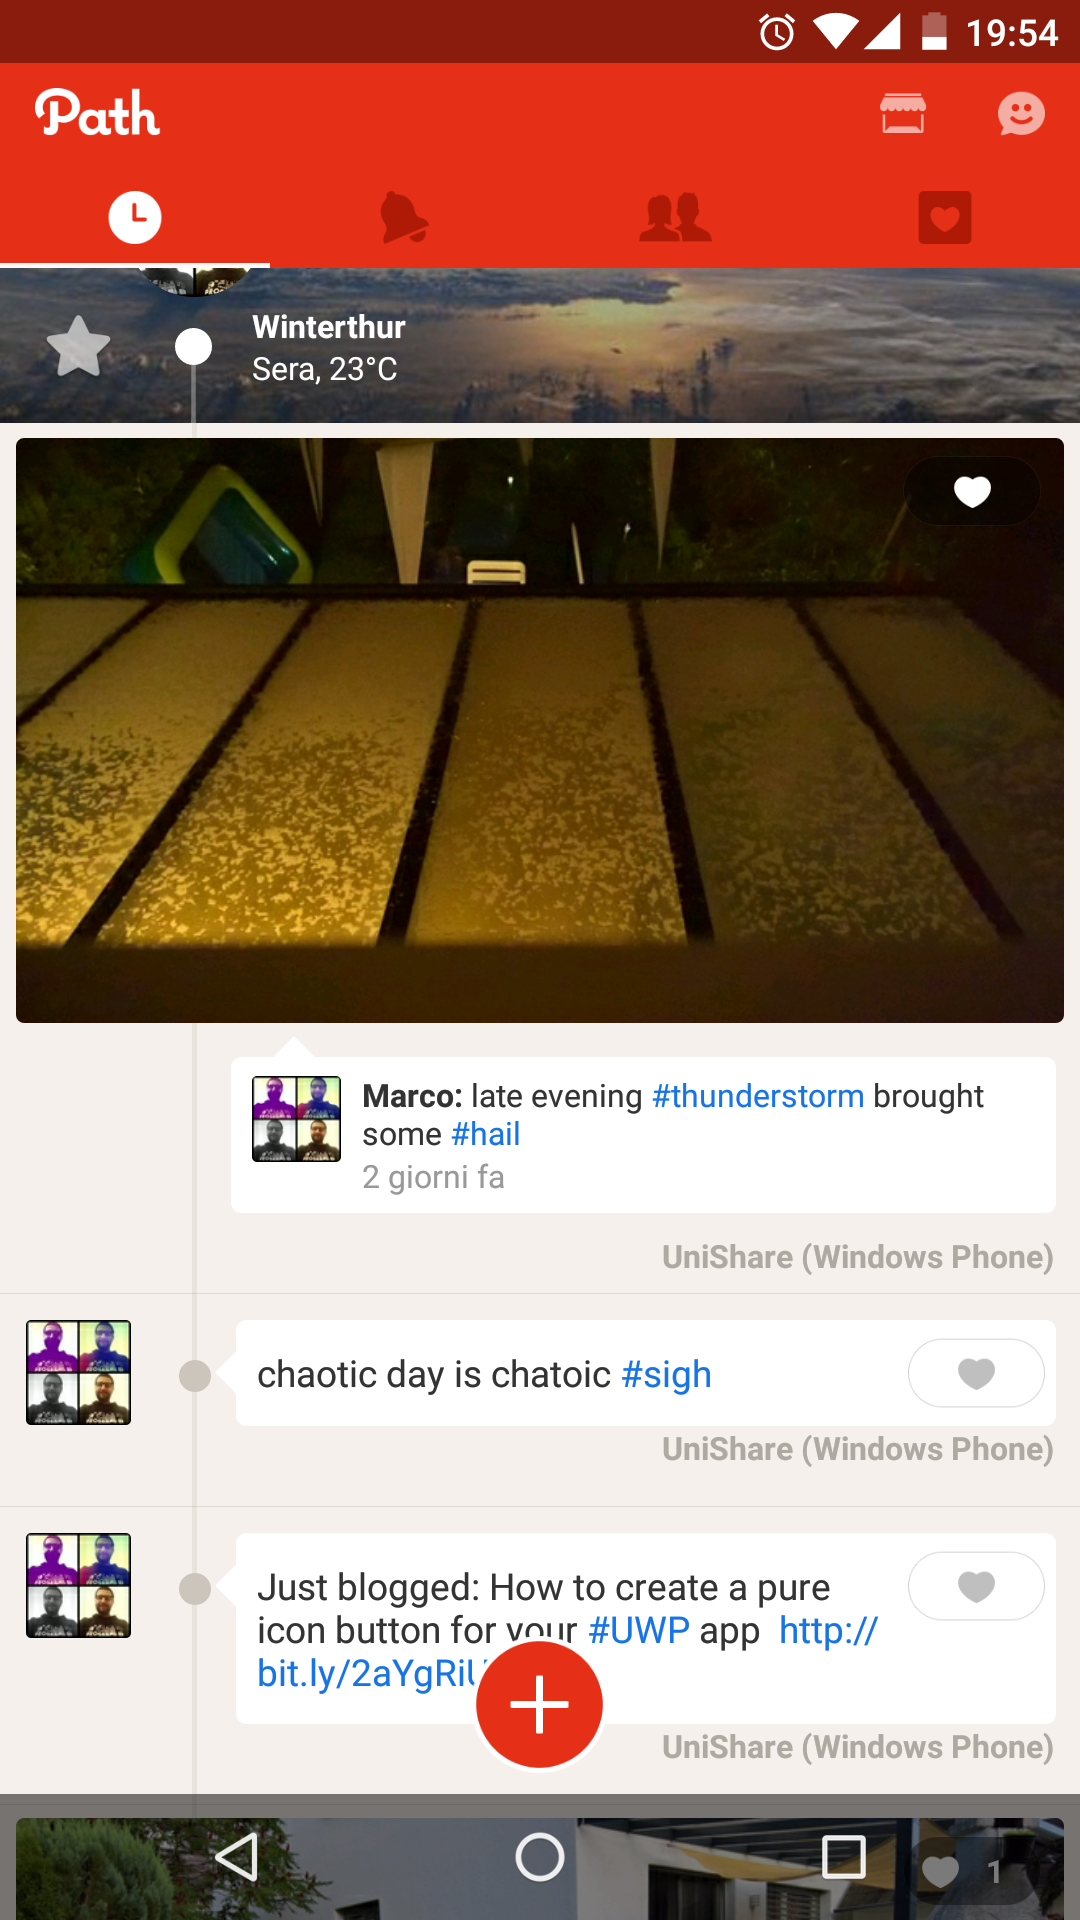 19:54
Path
Winterthur
Sera, 23°C
Marco: late evening #thunderstorm brought
some #hail
2 giorni fa
UniShare (Windows Phone)
chaotic day is chatoic #sigh
UniShare (Windows Phone)
Just blogged: How to create a pure
icon button for your #UWP app http://
bit.ly/2aYgRiU
UniShare (Windows Phone)
1